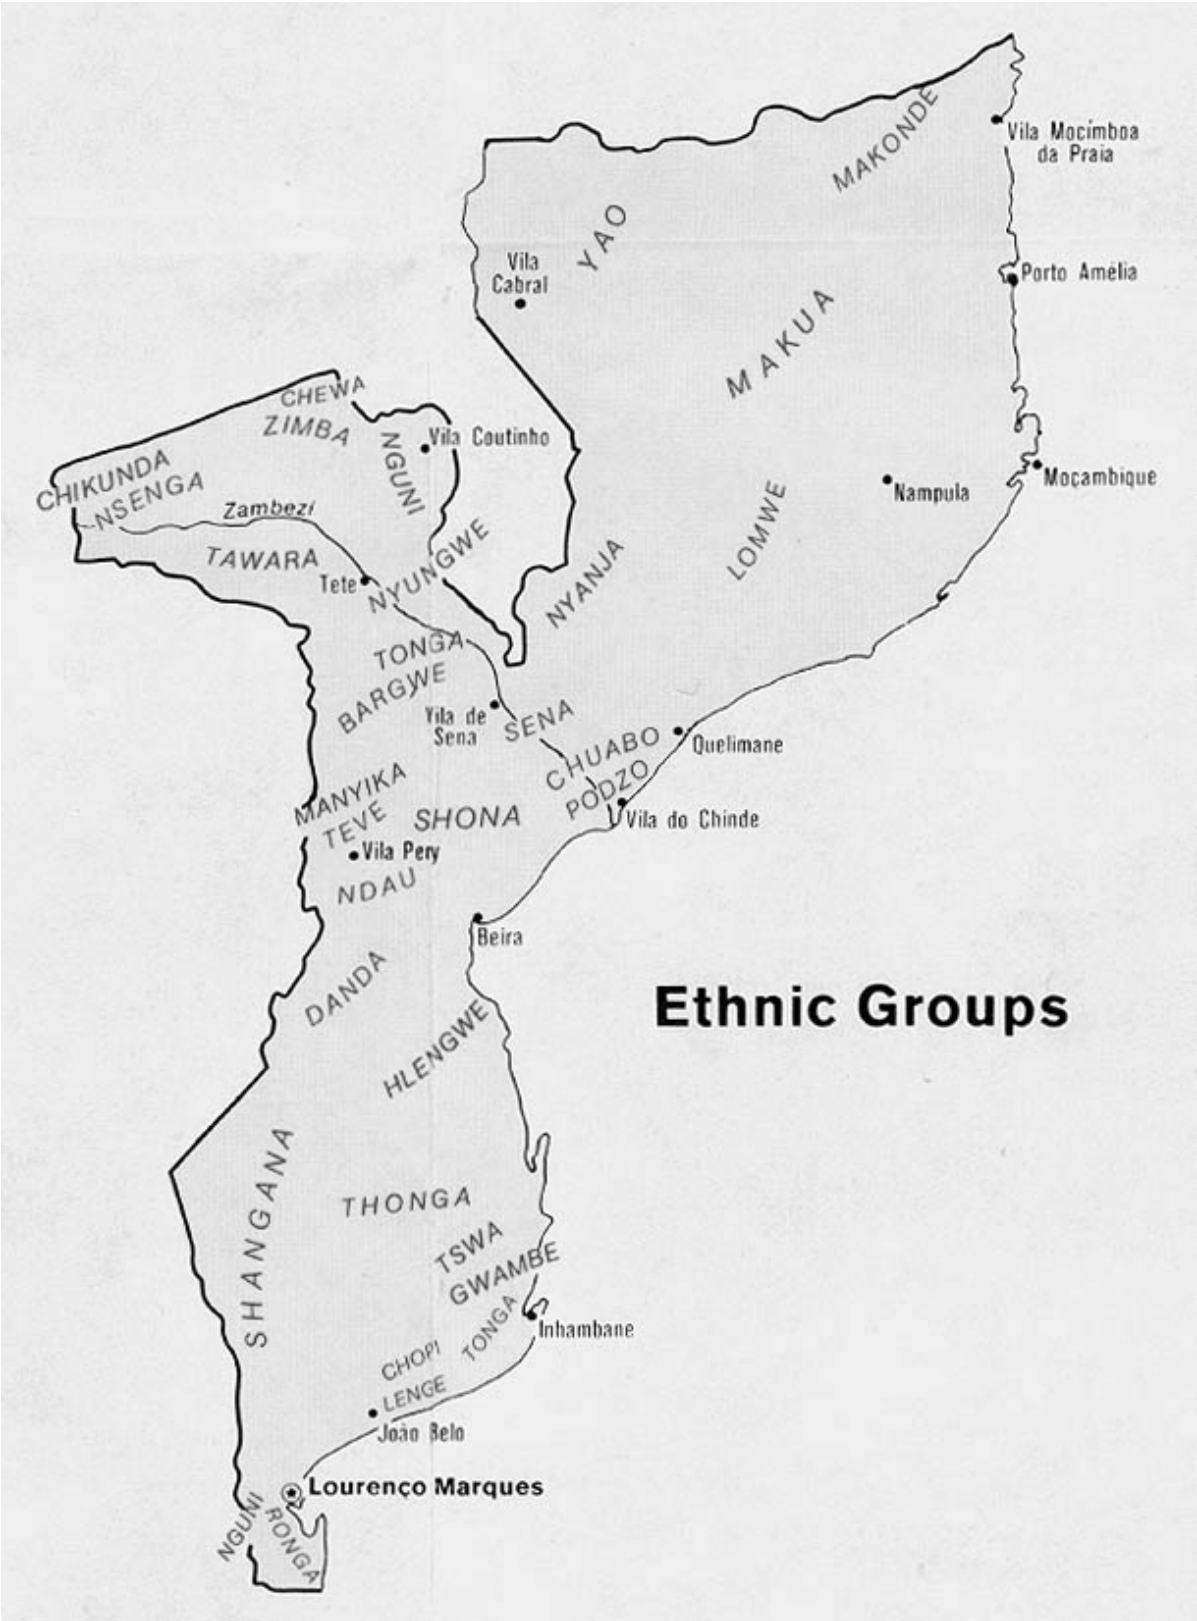 MAKONDE
Vila Mocímboa
da Praia
YAO
Vila
Cabral
Porto Amélia
MAKUA
CHEWA
ZIMBA
NGUNI
Vila Coutinho
CHIKUNDA
NSENGA
Zambezi
Moçambique
Nampula
LOMWE
TAWARA
Tete
NYUNGWE
NYANJA
TONGA
BARGWE
Vila de
Sena
SENA
CHUABO
Quelimane
PODZO
Vila do Chinde
MANYIKA
TEVE
SHONA
Vila Pery
NDAU
Beira
DANDA
Ethnic Groups
HLENGWE
SHANGANA
THONGA
TSWA
GWAMBE
TONGA
Inhambane
CHOPI
LENGE
João Belo
Lourenço Marques
NGUNI
RONGA